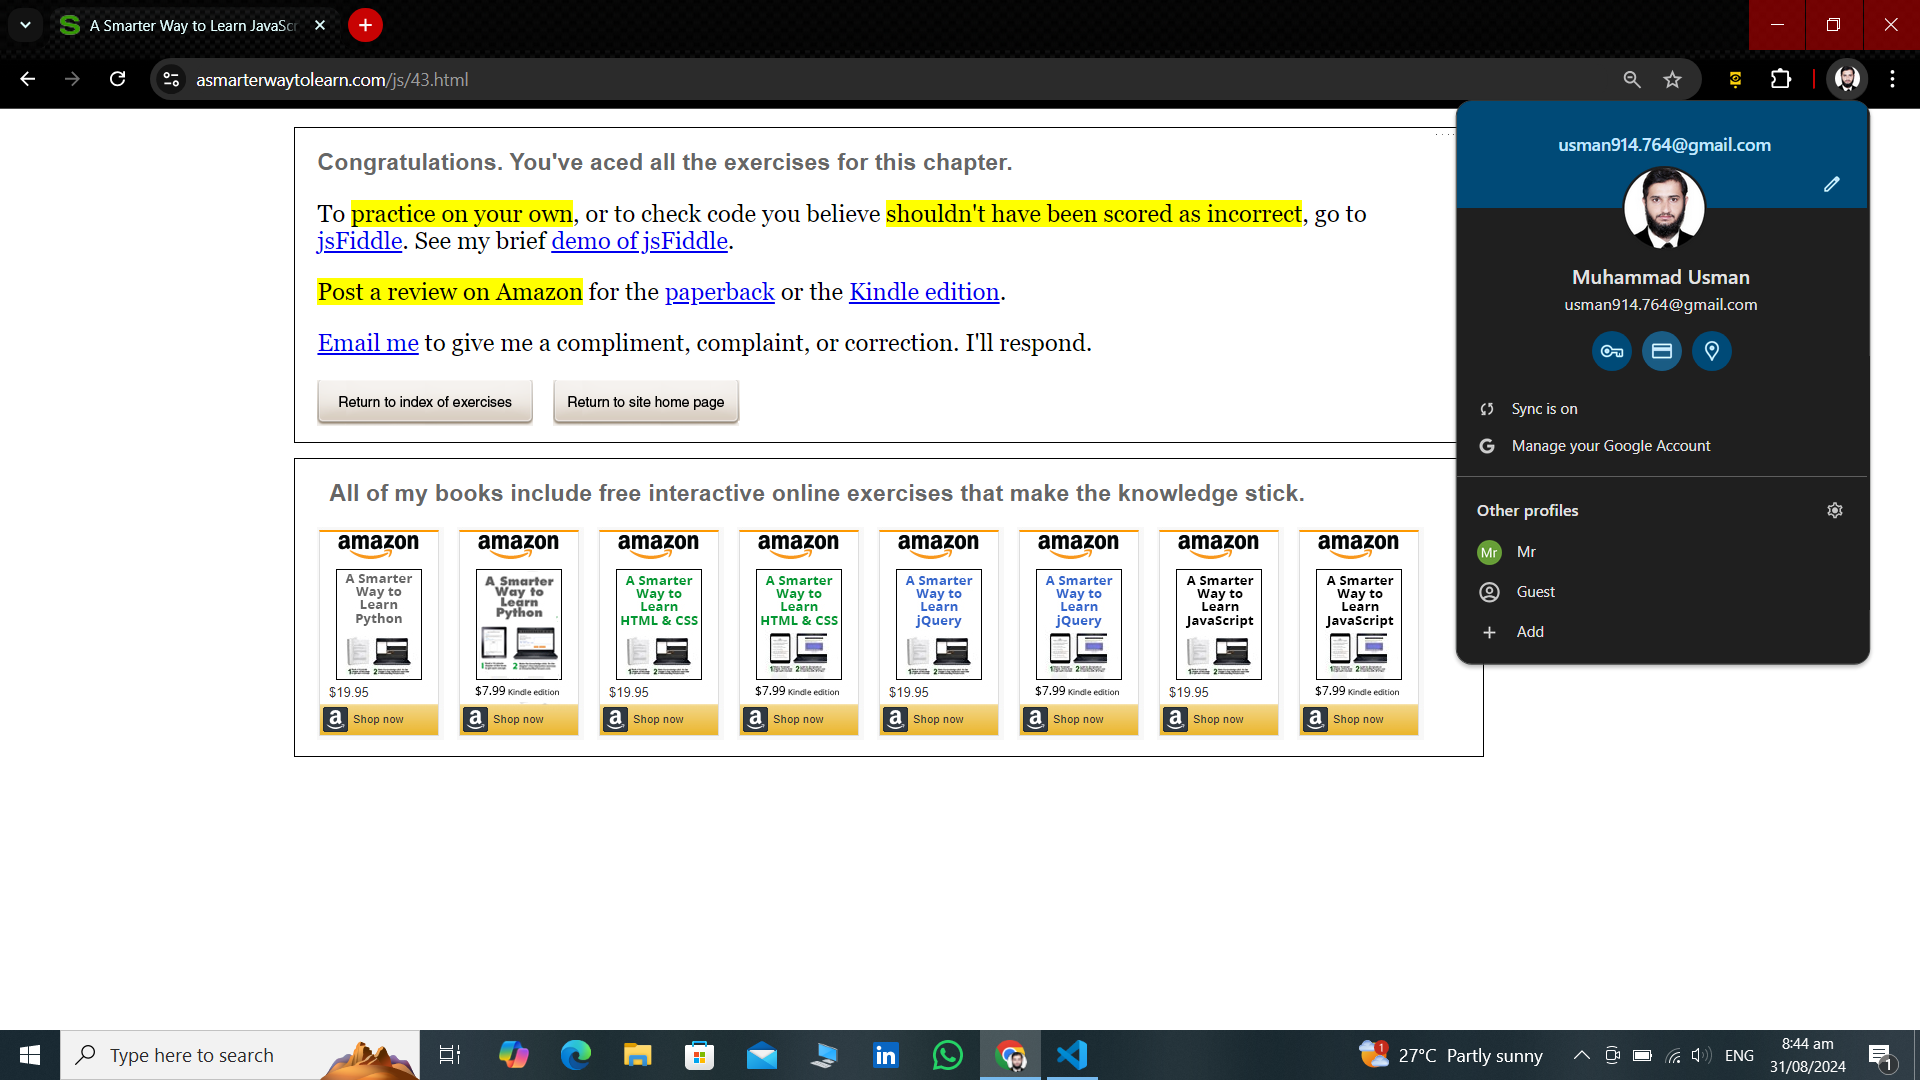 A Smarter Way to Learn JavaScr
asmarterwaytolearn.com/js/43.html
Congratulations. You've aced all the exercises for this chapter.
To practice on your own, or to check code you believe shouldn't have been scored as incorrect, go to
jsFiddle. See my brief demo of jsFiddle.
Post a review on Amazon for the paperback or the Kindle edition.
Email me to give me a compliment, complaint, or correction. I'll respond.
Return to index of exercises Return to site home page
usman914.764@gmail.com
Muhammad Usman
usman914.764@gmail.com
Sync is on
G Manage your Google Account
Other profiles
Mr Mr
Guest
Add
All of my books include free interactive online exercises that make the knowledge stick.
amazon amazon amazon amazon amazon amazon amazon amazon
A Smarter A Smarter A Smarter A Smarter A Smarter A Smarter A Smarter A Smarter
Way to Way to Way to Way to Way to Way to Way to Way to
Learn Learn Learn Learn Learn Learn Learn Learn
Python Python HTML & CSS HTML & CSS jQuery jQuery JavaScript JavaScript
$19.95 $7.99 Kindle edition $19.95 $7.99 Kindle edition $19.95 $7.99 Kindle edition $19.95 $7.99 Kindle edition
a Shop now a Shop now a Shop now a Shop now a Shop now a Shop now a Shop now a Shop now
Type here to search
in
1
27°C Partly sunny
ENG
8:44 am
31/08/2024
1